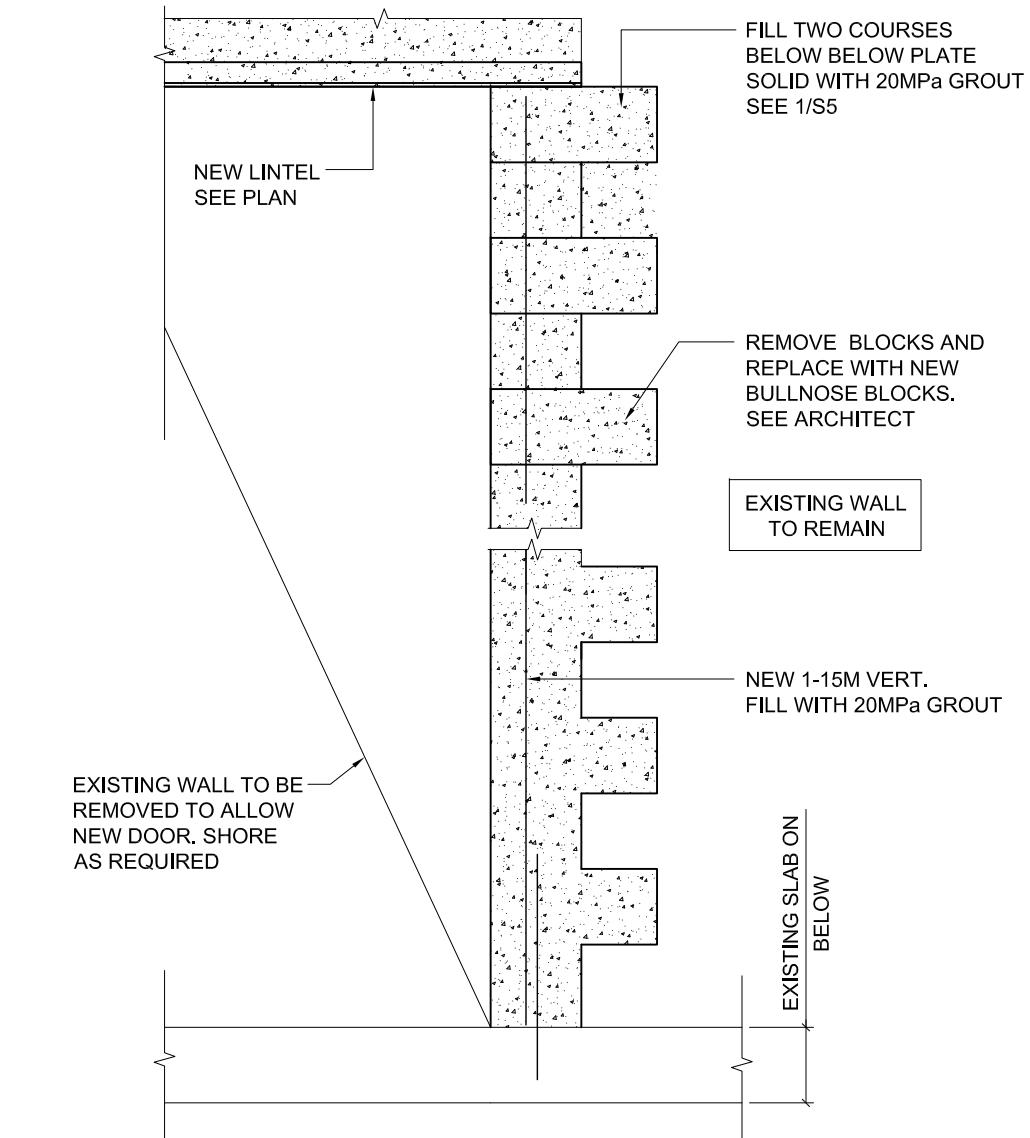 FILL TWO COURSES
BELOW BELOW PLATE
SOLID WITH 20MPa GROUT
SEE 1/S5
NEW LINTEL
SEE PLAN
REMOVE BLOCKS AND
REPLACE WITH NEW
BULLNOSE BLOCKS.
SEE ARCHITECT
EXISTING WALL
TO REMAIN
NEW 1-15M VERT.
FILL WITH 20MPa GROUT
EXISTING WALL TO BE
REMOVED TO ALLOW
NEW DOOR. SHORE
AS REQUIRED
EXISTING SLAB ON
BELOW